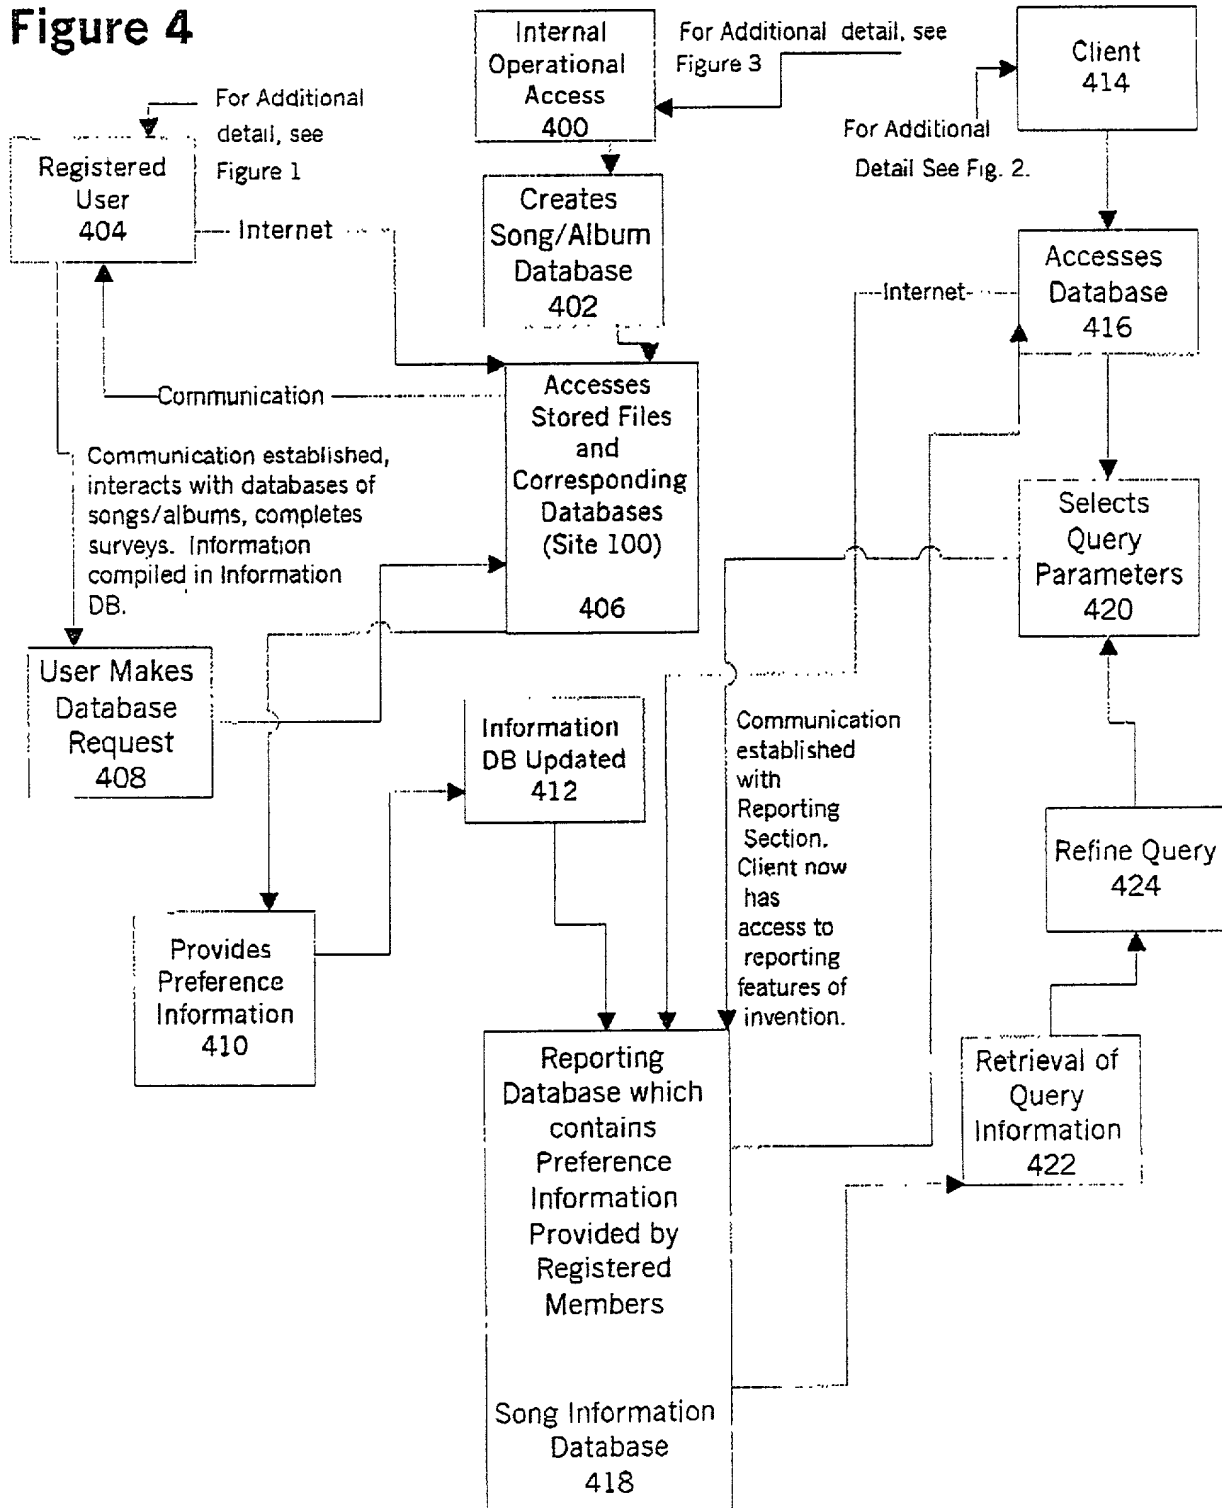 Figure 4
Internal
Operational
Access
400
For Additional detail, see
Figure 3
Client
414
For Additional
detail, see
Figure 1
For Additional
Detail See Fig. 2.
Registered
User
404
Internet
Creates
Song/Album
Database
402
Internet
Accesses
Database
416
Communication
Accesses
Stored Files
and
Corresponding
Databases
(Site 100)
406
Communication established,
interacts with databases of
songs/albums, completes
surveys. Information
compiled in Information
DB.
Selects
Query
Parameters
420
User Makes
Database
Request
408
Information
DB Updated
412
Communication
established
with
Reporting
Section.
Client now
has
access to
reporting
features of
invention.
Refine Query
424
Provides
Preference
Information
410
Reporting
Database which
contains
Preference
Information
Provided by
Registered
Members
Song Information
Database
418
Retrieval of
Query
Information
422